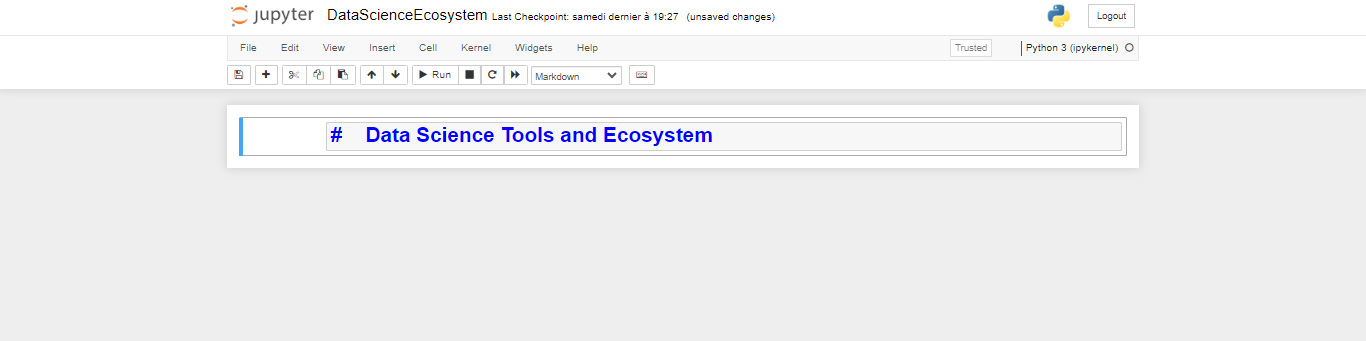 jupyter DataScienceEcosystem Last Checkpoint: samedi dernier à 19:27 (unsaved changes) Logout
File Edit View Insert Cell Kernel Widgets Help Trusted Python 3 (ipykernel)
Run Markdown
# Data Science Tools and Ecosystem